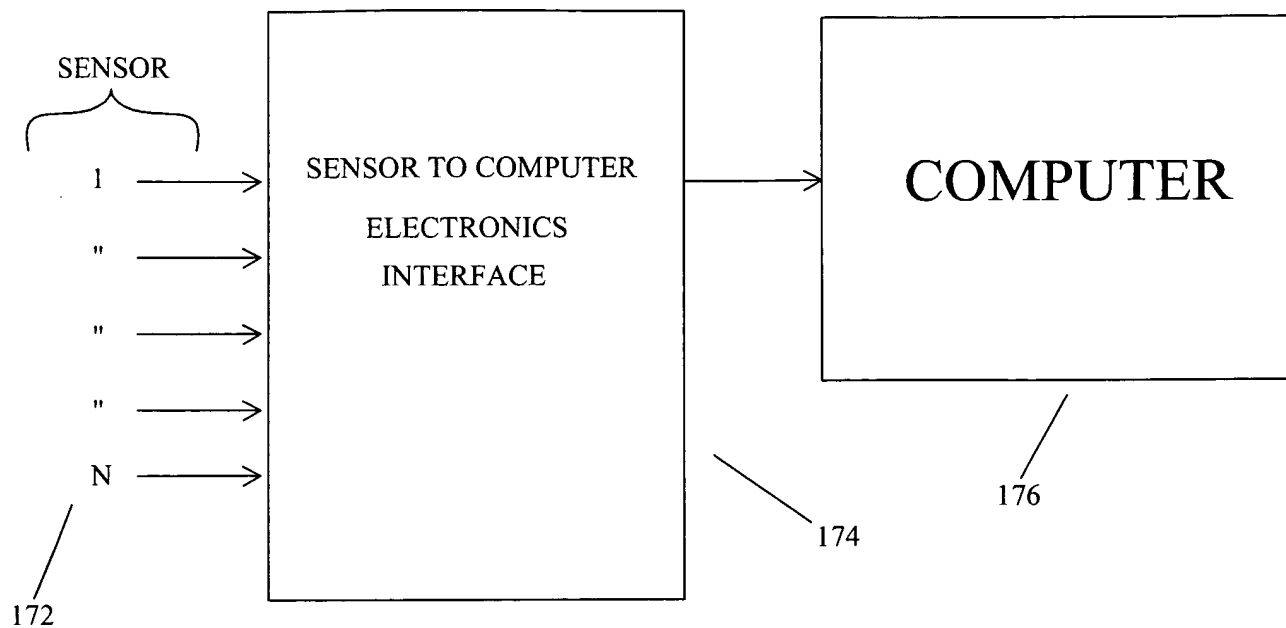 SENSOR
1
"
"
"
N
172
SENSOR TO COMPUTER
ELECTRONICS
INTERFACE
174
COMPUTER
176